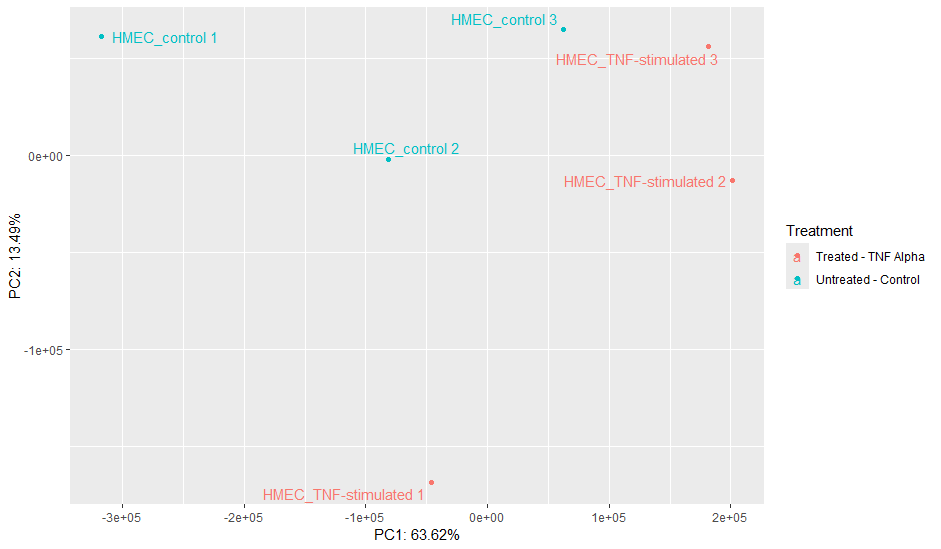 HMEC_control 3
HMEC_control 1
HMEC_TNF-stimulated 3
HMEC_control 2
HMEC_TNF-stimulated 2
HMEC_TNF-stimulated 1
0e+00
-1e+05
PC2: 13.49%
-3e+05
-2e+05
-1e+05
0e+00
1e+05
2e+05
PC1: 63.62%
Treatment
a Treated - TNF Alpha
a Untreated - Control